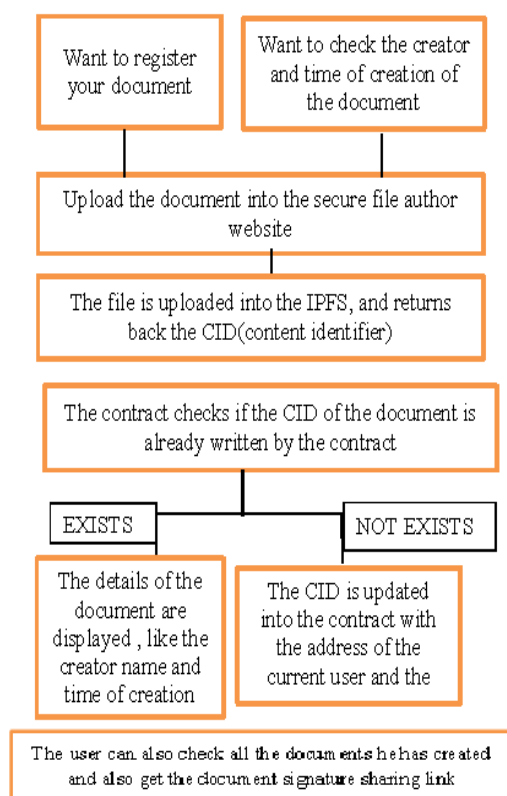 Want to register
your document
Want to check the creator
and time of creation of
the document
Upload the document into the secure file author
website
The file is uploaded into the IPFS, and returns
back the CID(content identifier)
The contract checks if the CID of the document is
already written by the contract
EXISTS
NOT EXISTS
The details of the
document are
displayed , like the
creator name and
time of creation
The CID is updated
into the contract with
the address of the
current user and the
The user can also check all the documents he has created
and also get the document signature sharing link